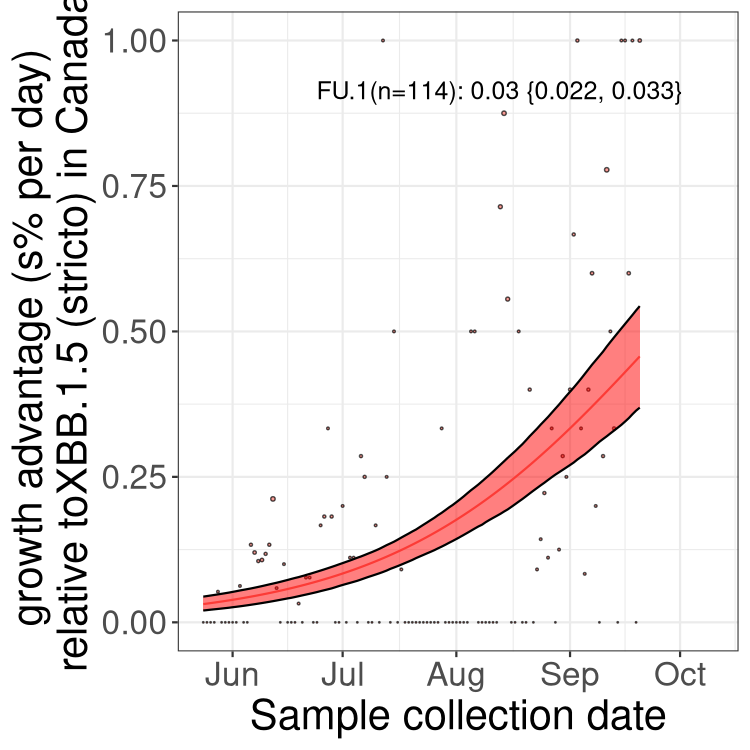 growth advantage (s% per day)
relative toXBB.1.5 (stricto) in Canada
1.00
0.75
0.50
0.25
0.00
FU.1(n=114): 0.03 {0.022, 0.033}
Jun Jul Aug Sep Oct
Sample collection date